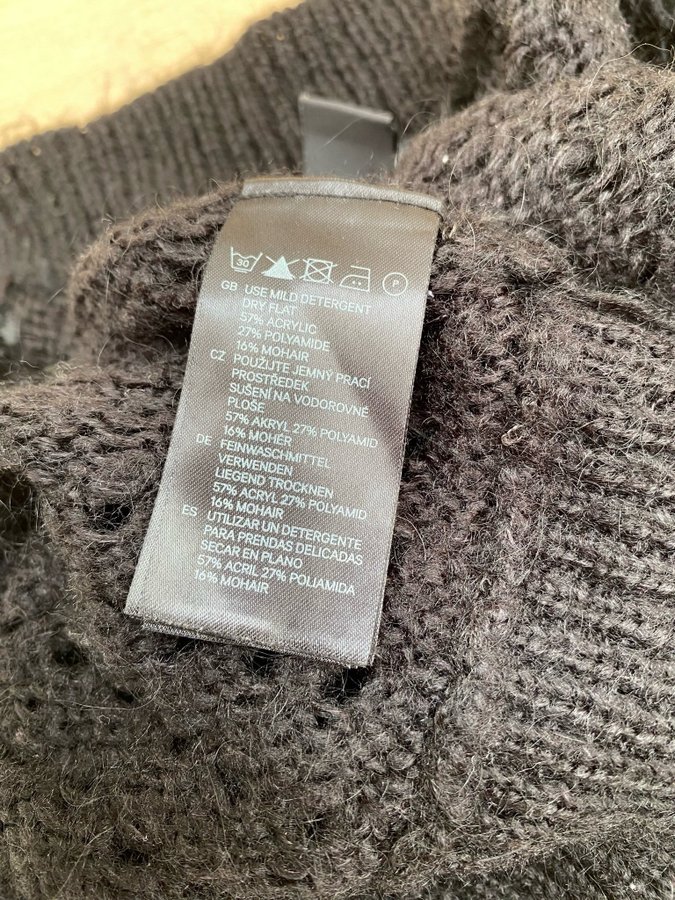 30 P
GB USE MILD DETERGENT
DRY FLAT
57% ACRYLIC
27% POLYAMIDE
16% MOHAIR
CZ POUŽIJTE JEMNÝ PRACÍ
PROSTŘEDEK
SUŠENÍ NA VODOROVNÉ
PLOŠE
57% AKRYL 27% POLYAMID
16% MOHÉR
DE FEINWASCHMITTEL
VERWENDEN
LIEGEND TROCKNEN
57% ACRYL 27% POLYAMID
16% MOHAIR
ES UTILIZAR UN DETERGENTE
PARA PRENDAS DELICADAS
SECAR EN PLANO
57% ACRIL 27% POLIAMIDA
16% MOHAIR